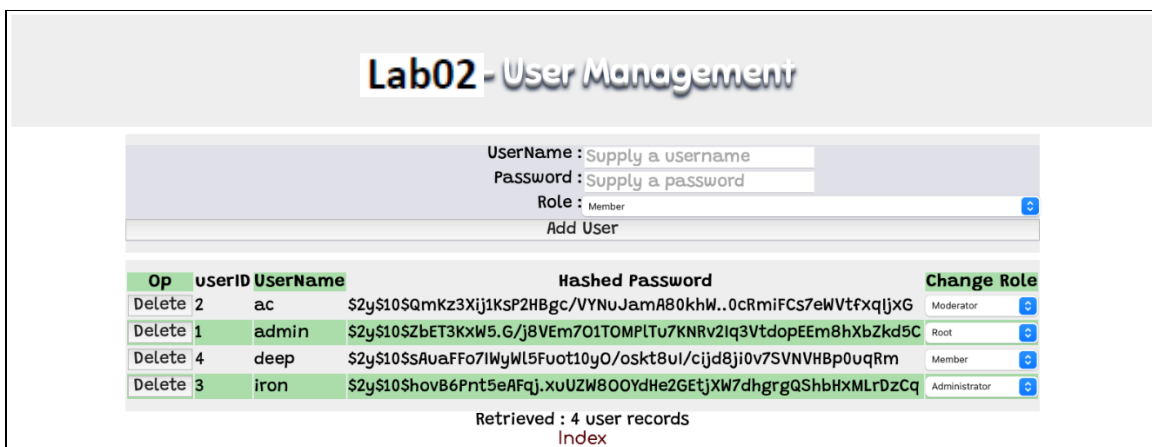 Lab02 - User Management
UserName : Supply a username
Password : Supply a password
Role : Member
Add User
Op userID UserName Hashed Password Change Role
Delete 2 ac $2y$10$QmKz3Xij1KsP2HBgc/VYNuJamA80khW..0cRmiFCs7eWVtfxqljxG Moderator
Delete 1 admin $2y$10$ZbET3KxW5.G/j8VEm7O1TOMPlTu7KNRv2Iq3VtdopEEm8hXbZkd5C Root
Delete 4 deep $2y$10$sAuaFFo7IWyWl5Fuot10yO/oskt8uI/cijd8ji0v7SVNVHBp0uqRm Member
Delete 3 iron $2y$10$hovB6Pnt5eAFqj.xuUZW8OOYdHe2GEtjXW7dhgrgQShbHxMLrDzCq Administrator
Retrieved : 4 user records
Index